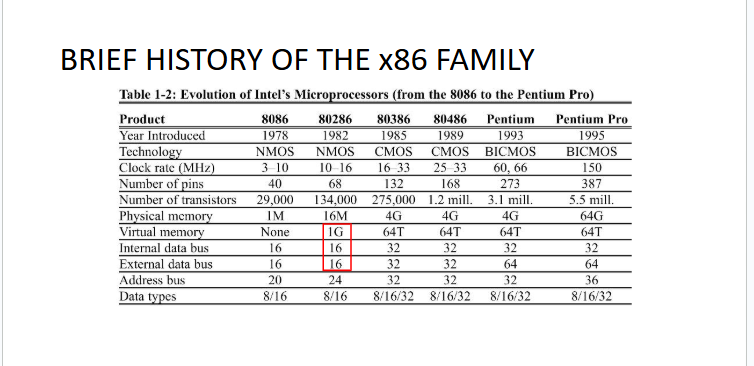 BRIEF HISTORY OF THE x86 FAMILY
Table 1-2: Evolution of Intel's Microprocessors (from the 8086 to the Pentium Pro)
Product 8086 80286 80386 80486 Pentium Pentium Pro
Year Introduced 1978 1982 1985 1989 1993 1995
Technology NMOS NMOS CMOS CMOS BICMOS BICMOS
Clock rate (MHz) 3–10 10–16 16–33 25–33 60, 66 150
Number of pins 40 68 132 168 273 387
Number of transistors 29,000 134,000 275,000 1.2 mill. 3.1 mill. 5.5 mill.
Physical memory 1M 16M 4G 4G 4G 64G
Virtual memory None 1G 64T 64T 64T 64T
Internal data bus 16 16 32 32 32 32
External data bus 16 16 32 32 64 64
Address bus 20 24 32 32 32 36
Data types 8/16 8/16 8/16/32 8/16/32 8/16/32 8/16/32